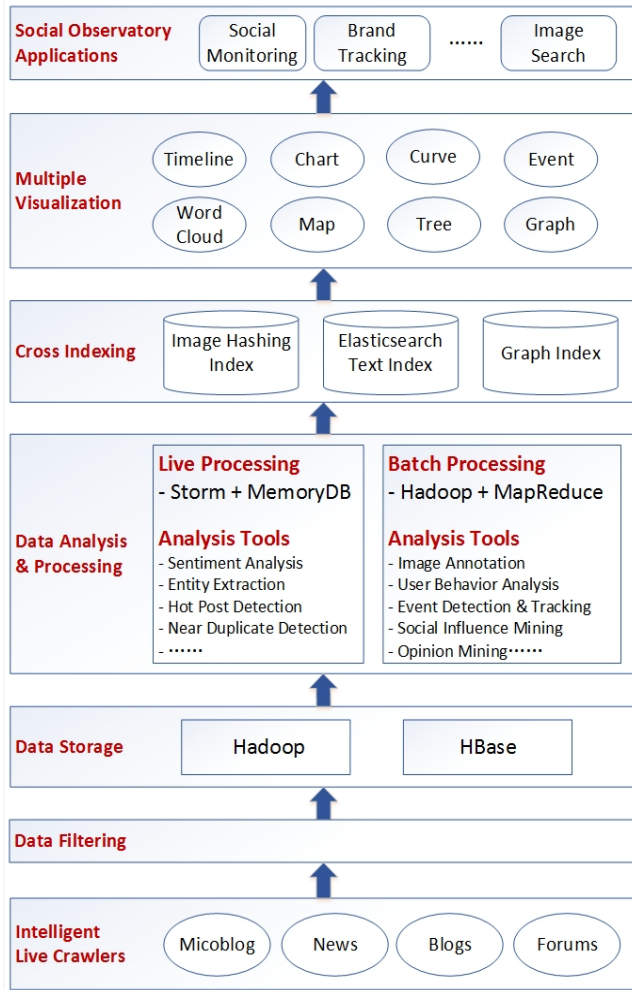 Social Observatory
Applications
Social
Monitoring
Brand
Tracking
......
Image
Search
Multiple
Visualization
Timeline
Chart
Curve
Event
Word
Cloud
Map
Tree
Graph
Cross Indexing
Image Hashing
Index
Elasticsearch
Text Index
Graph Index
Data Analysis
& Processing
Live Processing
- Storm + MemoryDB
Analysis Tools
- Sentiment Analysis
- Entity Extraction
- Hot Post Detection
- Near Duplicate Detection
- ......
Batch Processing
- Hadoop + MapReduce
Analysis Tools
- Image Annotation
- User Behavior Analysis
- Event Detection & Tracking
- Social Influence Mining
- Opinion Mining......
Data Storage
Hadoop
HBase
Data Filtering
Intelligent
Live Crawlers
Micoblog
News
Blogs
Forums